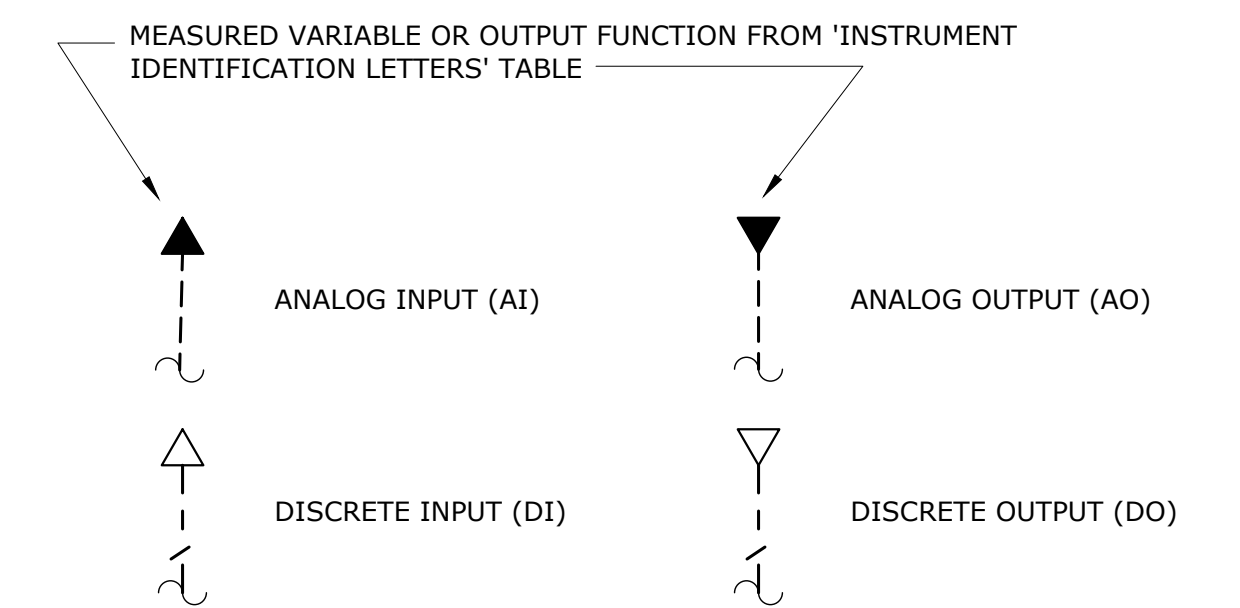 MEASURED VARIABLE OR OUTPUT FUNCTION FROM 'INSTRUMENT
IDENTIFICATION LETTERS' TABLE
ANALOG INPUT (AI)
ANALOG OUTPUT (AO)
DISCRETE INPUT (DI)
DISCRETE OUTPUT (DO)